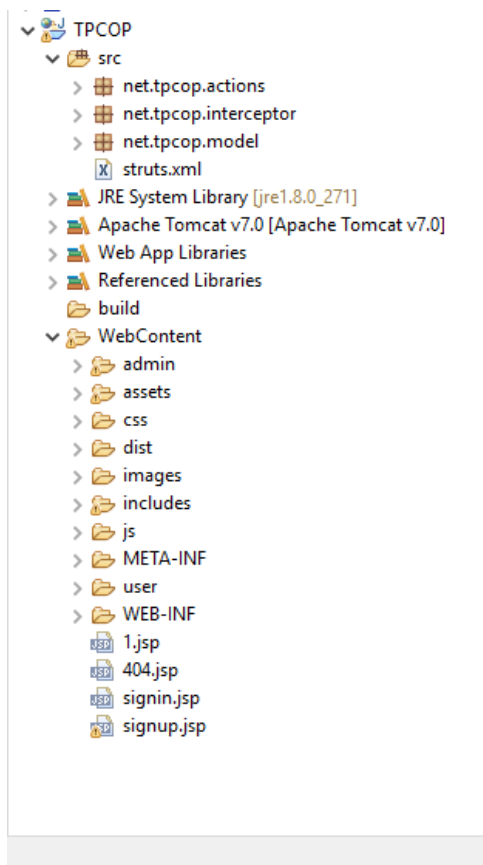 TPCOP
src
net.tpcop.actions
net.tpcop.interceptor
net.tpcop.model
struts.xml
JRE System Library [jre1.8.0_271]
Apache Tomcat v7.0 [Apache Tomcat v7.0]
Web App Libraries
Referenced Libraries
build
WebContent
admin
assets
css
dist
images
includes
js
META-INF
user
WEB-INF
1.jsp
404.jsp
signin.jsp
signup.jsp